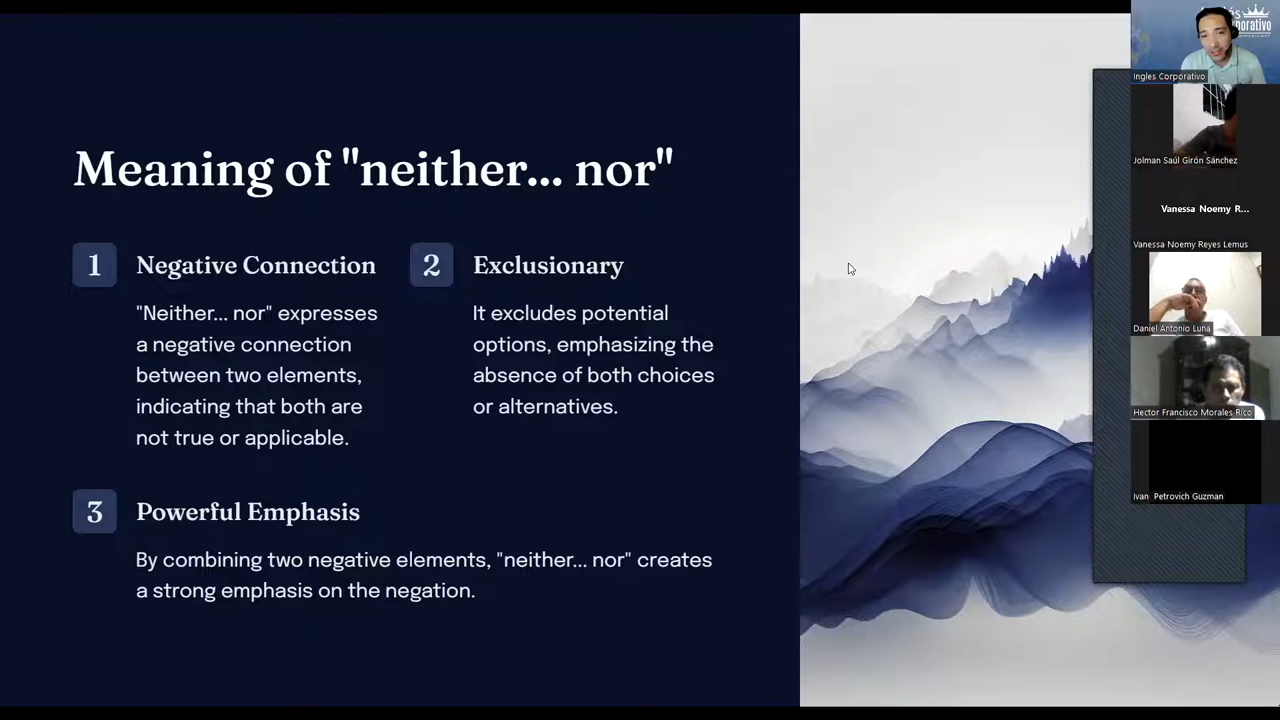 Meaning of "neither... nor"
1
Negative Connection
"Neither... nor" expresses
a negative connection
between two elements,
indicating that both are
not true or applicable.
2
Exclusionary
It excludes potential
options, emphasizing the
absence of both choices
or alternatives.
3
Powerful Emphasis
By combining two negative elements, "neither... nor" creates
a strong emphasis on the negation.
Ingles Corporativo
Jolman Saúl Girón Sánchez
Vanessa Noemy R...
Vanessa Noemy Reyes Lemus
Daniel Antonio Luna
Hector Francisco Morales Rico
Ivan Petrovich Guzman